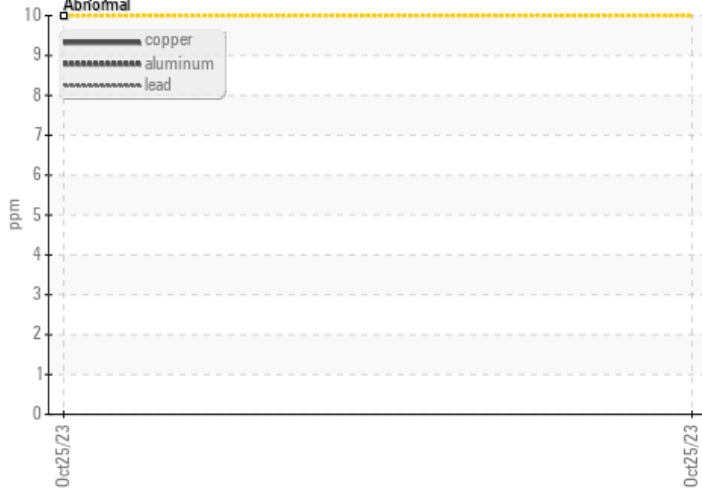 Abnormal
10
copper
9
aluminum
lead
8
7
6
ppm
5
4
3
2
1
0
Oct25/23
Oct25/23